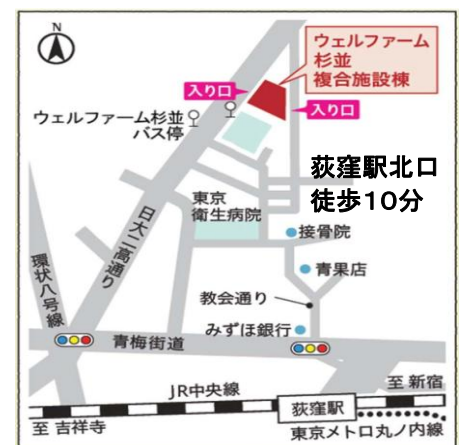 N
ウェルファーム
杉並
複合施設棟
入り口
入り口
ウェルファーム杉並
バス停
荻窪駅北口
徒歩10分
東京
衛生病院
日大二高通り
接骨院
環状八号線
青果店
教会通り
みずほ銀行
青梅街道
JR中央線
至 新宿
荻窪駅
至 吉祥寺
東京メトロ丸ノ内線